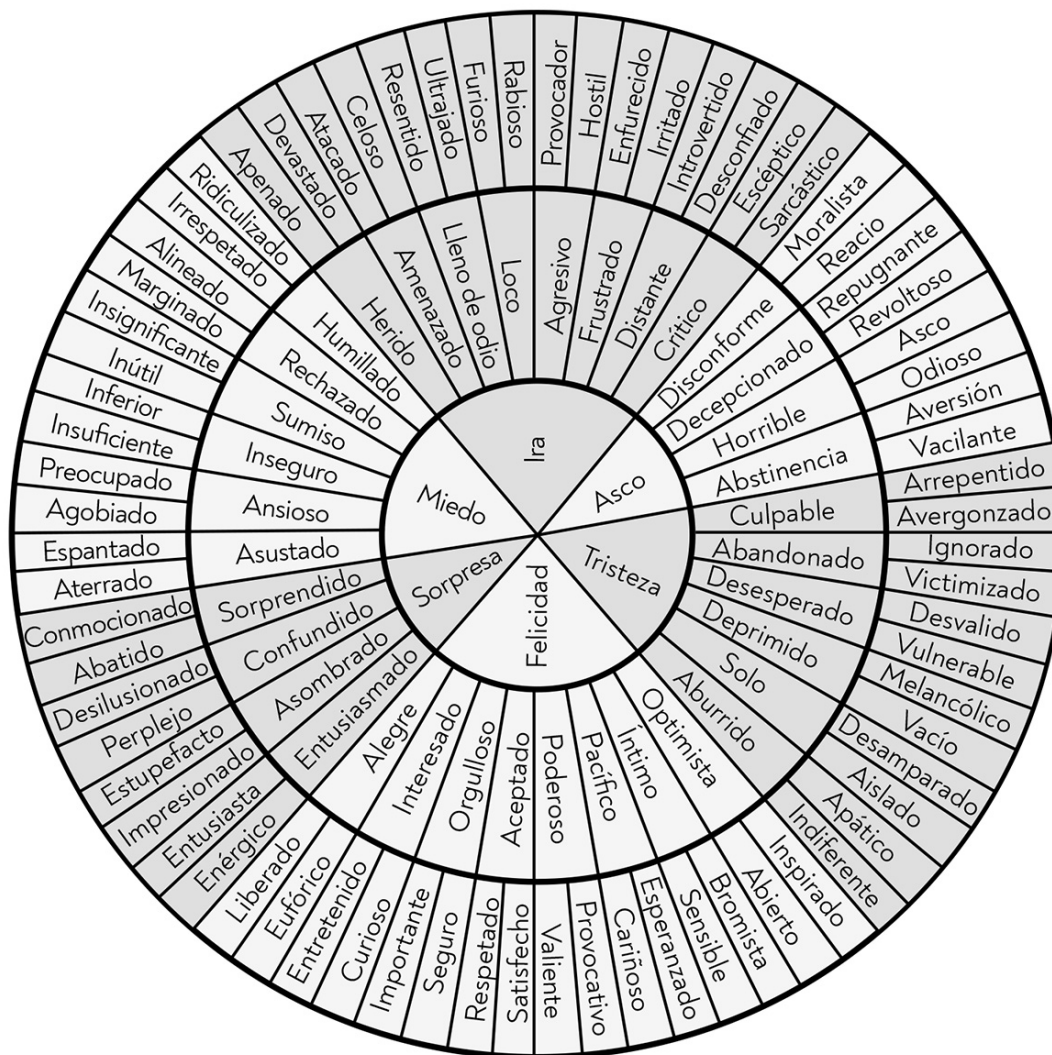 Ira
Asco
Tristeza
Felicidad
Sorpresa
Miedo
Agresivo
Frustrado
Distante
Crítico
Disconforme
Decepcionado
Horrible
Abstinencia
Culpable
Abandonado
Desesperado
Deprimido
Solo
Aburrido
Optimista
Íntimo
Pacífico
Poderoso
Aceptado
Orgulloso
Interesado
Alegre
Entusiasmado
Asombrado
Confundido
Sorprendido
Asustado
Ansioso
Inseguro
Sumiso
Rechazado
Humillado
Herido
Amenazado
Lleno de odio
Loco
Provocador
Hostil
Enfurecido
Irritado
Introvertido
Desconfiado
Escéptico
Sarcástico
Moralista
Reacio
Repugnante
Revoltoso
Asco
Odioso
Aversión
Vacilante
Arrepentido
Avergonzado
Ignorado
Victimizado
Desvalido
Vulnerable
Melancólico
Vacío
Desamparado
Aislado
Apático
Indiferente
Inspirado
Abierto
Bromista
Sensible
Esperanzado
Cariñoso
Provocativo
Valiente
Satisfecho
Respetado
Seguro
Importante
Curioso
Entretenido
Eufórico
Liberado
Enérgico
Entusiasta
Impresionado
Estupefacto
Perplejo
Desilusionado
Abatido
Conmocionado
Aterrado
Espantado
Agobiado
Preocupado
Insuficiente
Inferior
Inútil
Insignificante
Marginado
Alineado
Irrespetado
Ridiculizado
Apenado
Devastado
Atacado
Celoso
Resentido
Ultrajado
Furioso
Rabioso